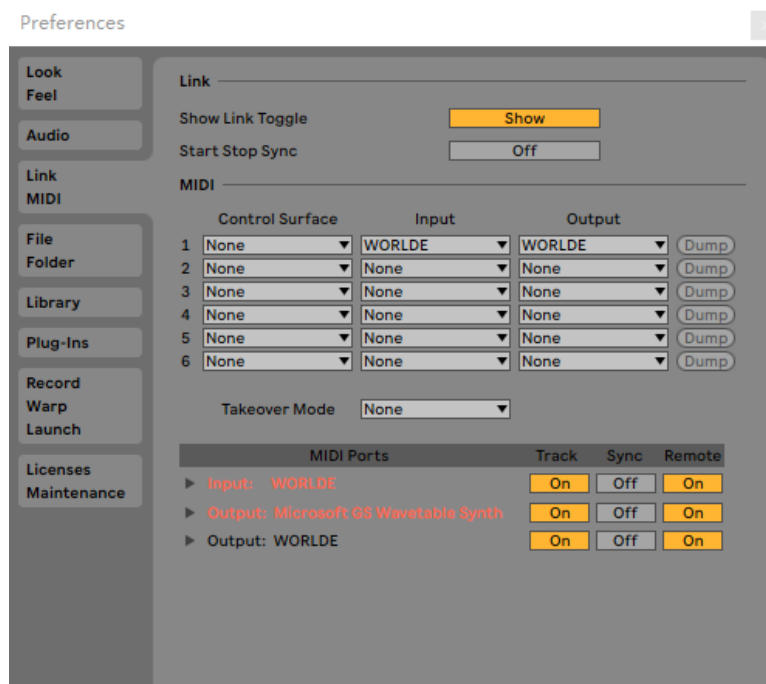 Preferences
Look
Feel
Audio
Link
MIDI
File
Folder
Library
Plug-Ins
Record
Warp
Launch
Licenses
Maintenance
Link
Show Link Toggle Show
Start Stop Sync Off
MIDI
Control Surface Input Output
1 None WORLDE WORLDE Dump
2 None None None Dump
3 None None None Dump
4 None None None Dump
5 None None None Dump
6 None None None Dump
Takeover Mode None
MIDI Ports Track Sync Remote
Input: WORLDE On Off On
Output: Microsoft GS Wavetable Synth On Off On
Output: WORLDE On Off On